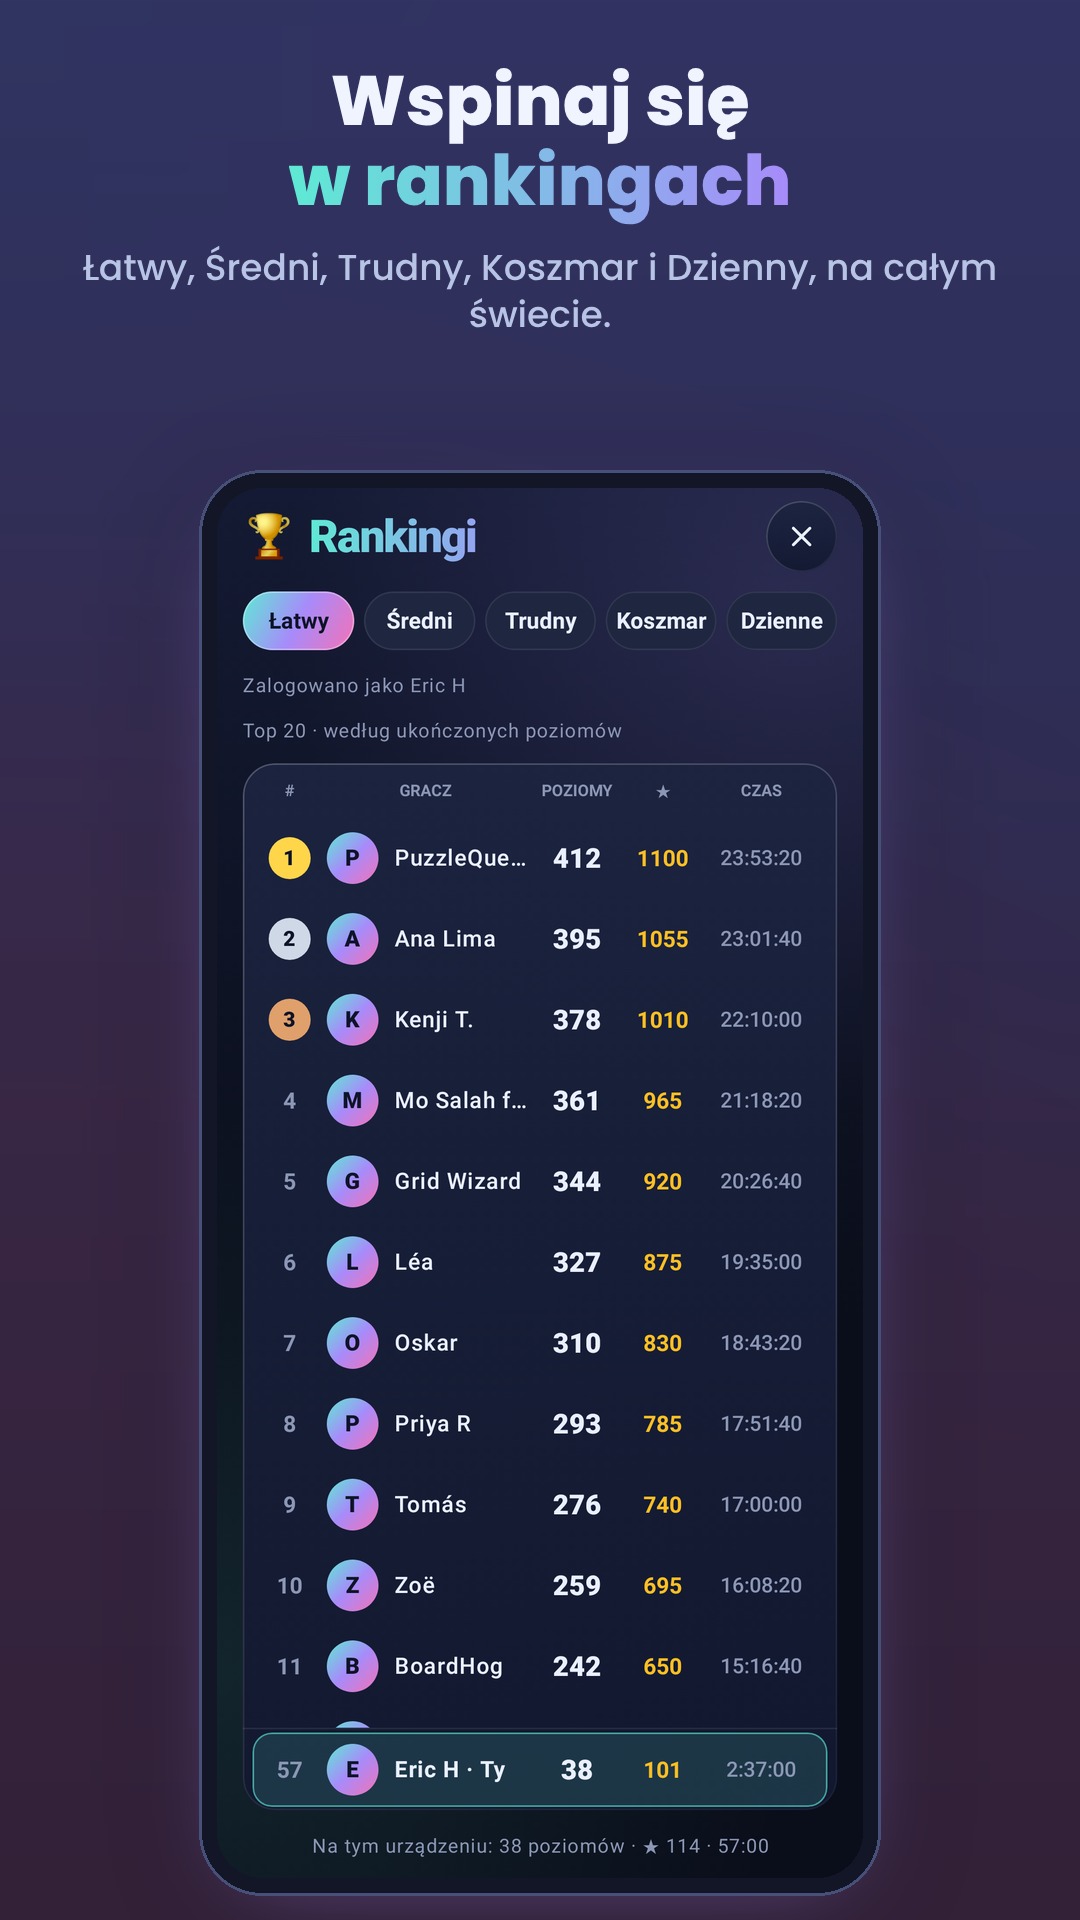 Wspinaj się
w rankingach
Łatwy, Średni, Trudny, Koszmar i Dzienny, na całym
świecie.
🏆 Rankingi
Łatwy Średni Trudny Koszmar Dzienne
Zalogowano jako Eric H
Top 20 · według ukończonych poziomów
# GRACZ POZIOMY ★ CZAS
1 P PuzzleQue... 412 1100 23:53:20
2 A Ana Lima 395 1055 23:01:40
3 K Kenji T. 378 1010 22:10:00
4 M Mo Salah f... 361 965 21:18:20
5 G Grid Wizard 344 920 20:26:40
6 L Léa 327 875 19:35:00
7 O Oskar 310 830 18:43:20
8 P Priya R 293 785 17:51:40
9 T Tomás 276 740 17:00:00
10 Z Zoë 259 695 16:08:20
11 B BoardHog 242 650 15:16:40
57 E Eric H · Ty 38 101 2:37:00
Na tym urządzeniu: 38 poziomów · ★ 114 · 57:00